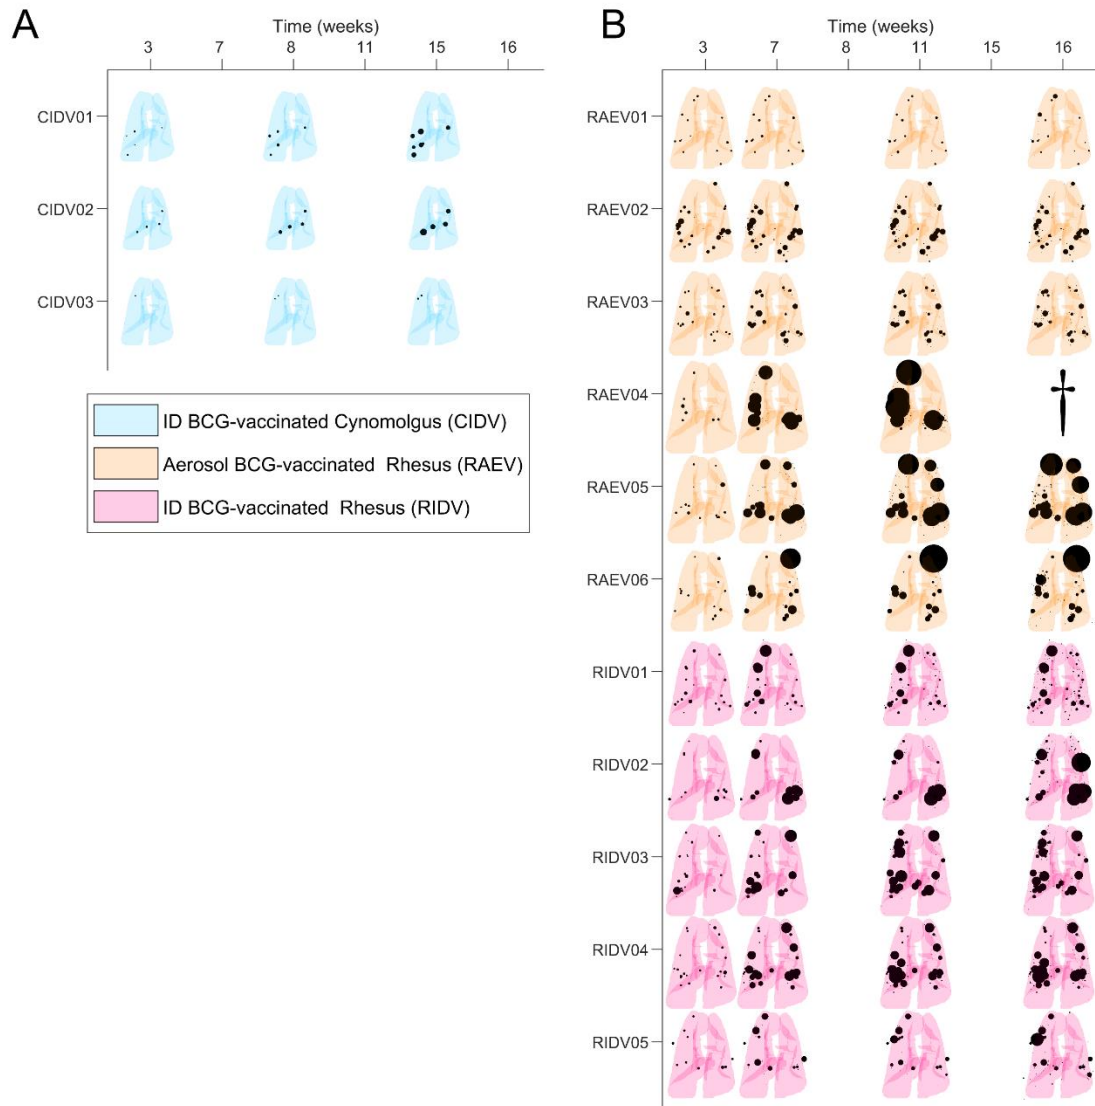 A
Time (weeks)
3 7 8 11 15 16
CIDV01
CIDV02
CIDV03
ID BCG-vaccinated Cynomolgus (CIDV)
Aerosol BCG-vaccinated Rhesus (RAEV)
ID BCG-vaccinated Rhesus (RIDV)
B
Time (weeks)
3 7 8 11 15 16
RAEV01
RAEV02
RAEV03
RAEV04
RAEV05
RAEV06
RIDV01
RIDV02
RIDV03
RIDV04
RIDV05